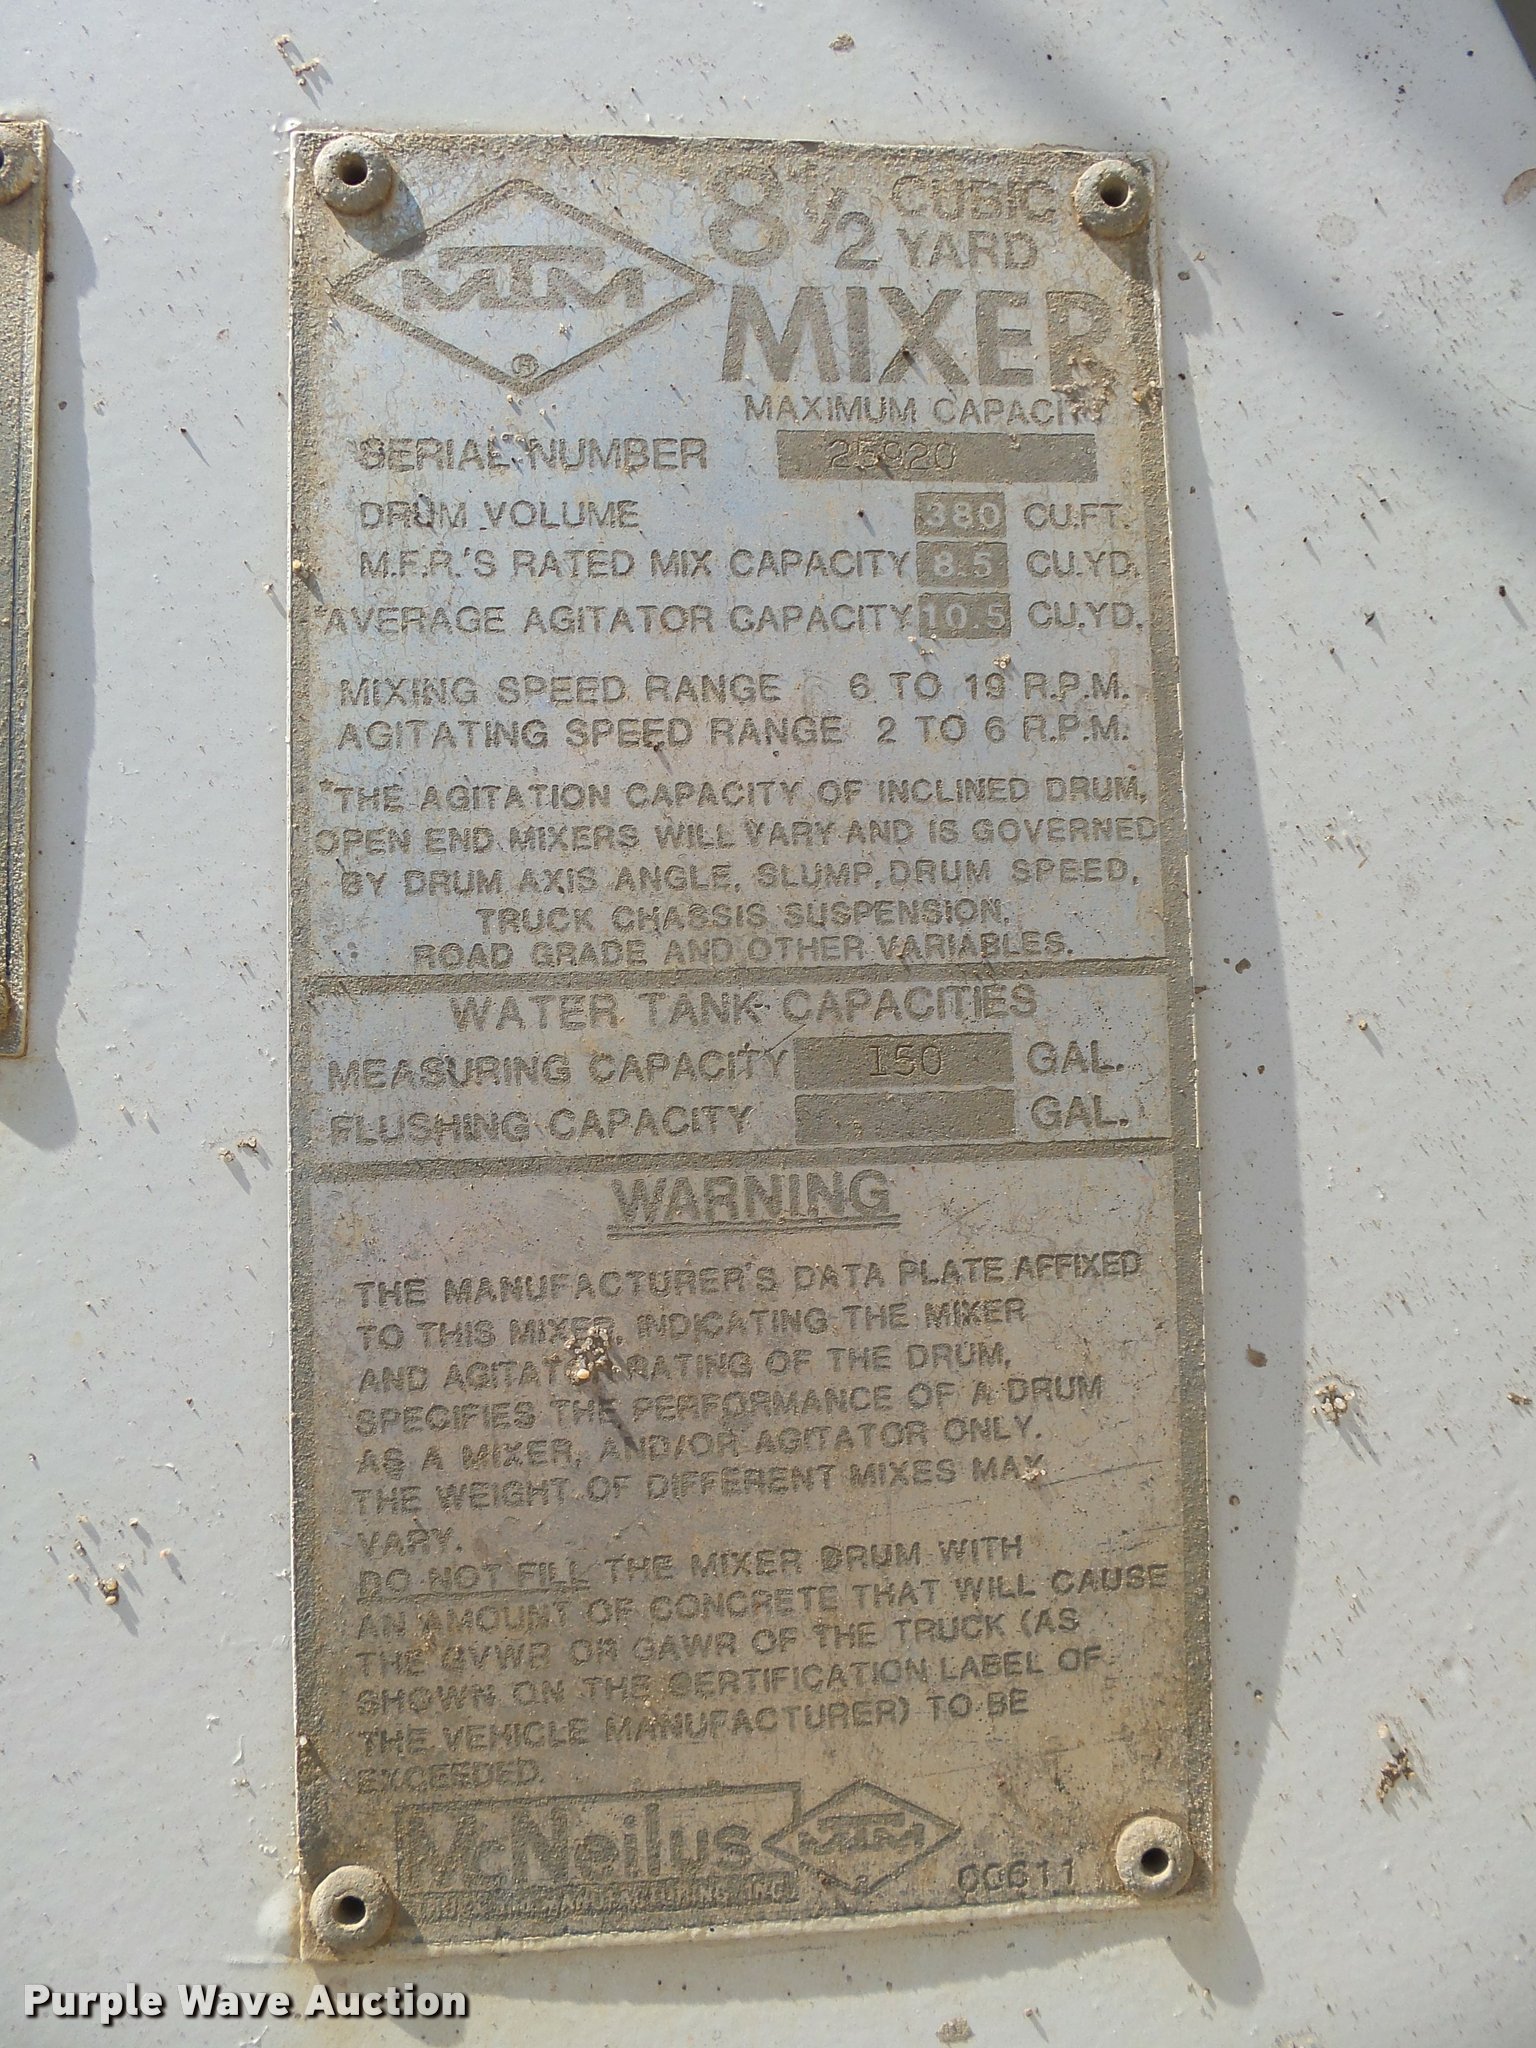 MTM
®
8 1/2 CUBIC YARD
MIXER
MAXIMUM CAPACITY
SERIAL NUMBER 25920
DRUM VOLUME 380 CU.FT.
M.F.R.'S RATED MIX CAPACITY 8.5 CU.YD.
*AVERAGE AGITATOR CAPACITY 10.5 CU.YD.
MIXING SPEED RANGE 6 TO 19 R.P.M.
AGITATING SPEED RANGE 2 TO 6 R.P.M.
*THE AGITATION CAPACITY OF INCLINED DRUM,
OPEN END MIXERS WILL VARY AND IS GOVERNED
BY DRUM AXIS ANGLE, SLUMP, DRUM SPEED,
TRUCK CHASSIS SUSPENSION,
ROAD GRADE AND OTHER VARIABLES.
WATER TANK CAPACITIES
MEASURING CAPACITY 150 GAL.
FLUSHING CAPACITY GAL.
WARNING
THE MANUFACTURER'S DATA PLATE AFFIXED
TO THIS MIXER, INDICATING THE MIXER
AND AGITATOR RATING OF THE DRUM,
SPECIFIES THE PERFORMANCE OF A DRUM
AS A MIXER, AND/OR AGITATOR ONLY.
THE WEIGHT OF DIFFERENT MIXES MAY
VARY.
DO NOT FILL THE MIXER DRUM WITH
AN AMOUNT OF CONCRETE THAT WILL CAUSE
THE GVWR OR GAWR OF THE TRUCK (AS
SHOWN ON THE CERTIFICATION LABEL OF
THE VEHICLE MANUFACTURER) TO BE
EXCEEDED.
McNeilus MTM
MANUFACTURING, INC. 00611
Purple Wave Auction